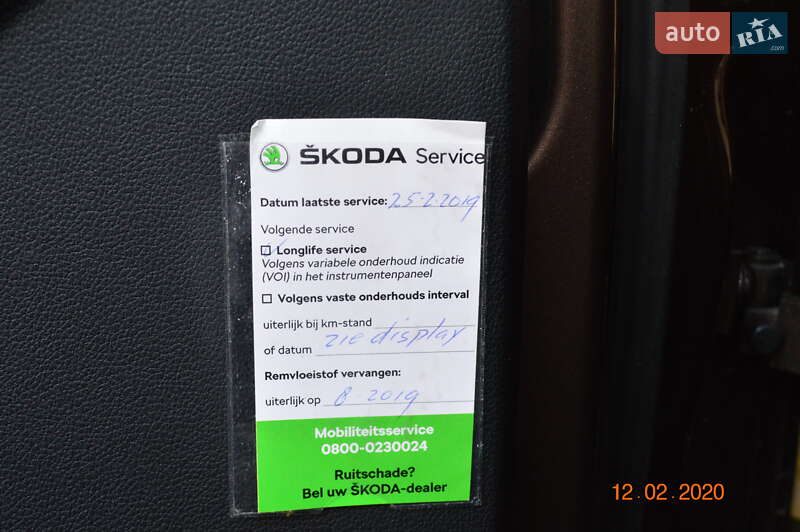 auto RIA .com
ŠKODA Service
Datum laatste service: 25-2-2019
Volgende service
Longlife service
Volgens variabele onderhoud indicatie
(VOI) in het instrumentenpaneel
Volgens vaste onderhouds interval
uiterlijk bij km-stand
zie display
of datum
Remvloeistof vervangen:
uiterlijk op 8-2019
Mobiliteitsservice
0800-0230024
Ruitschade?
Bel uw ŠKODA-dealer
12.02.2020